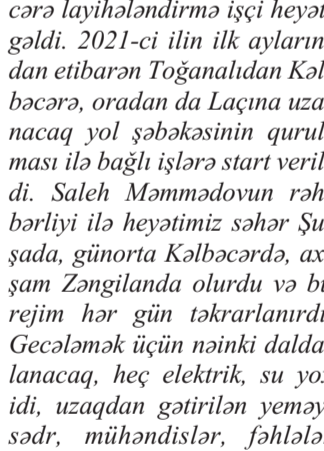 cərə layihələndirmə işçi heyət
gəldi. 2021-ci ilin ilk ayların
dan etibarən Toğanalıdan Kəl
bəcərə, oradan da Laçına uza
nacaq yol şəbəkəsinin qurul
ması ilə bağlı işlərə start veril
di. Saleh Məmmədovun rəh
bərliyi ilə heyətimiz səhər Şu
şada, günorta Kəlbəcərdə, ax
şam Zəngilanda olurdu və bu
rejim hər gün təkrarlanırdı
Gecələmək üçün nəinki dalda
lanacaq, heç elektrik, su yox
idi, uzaqdan gətirilən yeməy
sədr, mühəndislər, fəhlələ